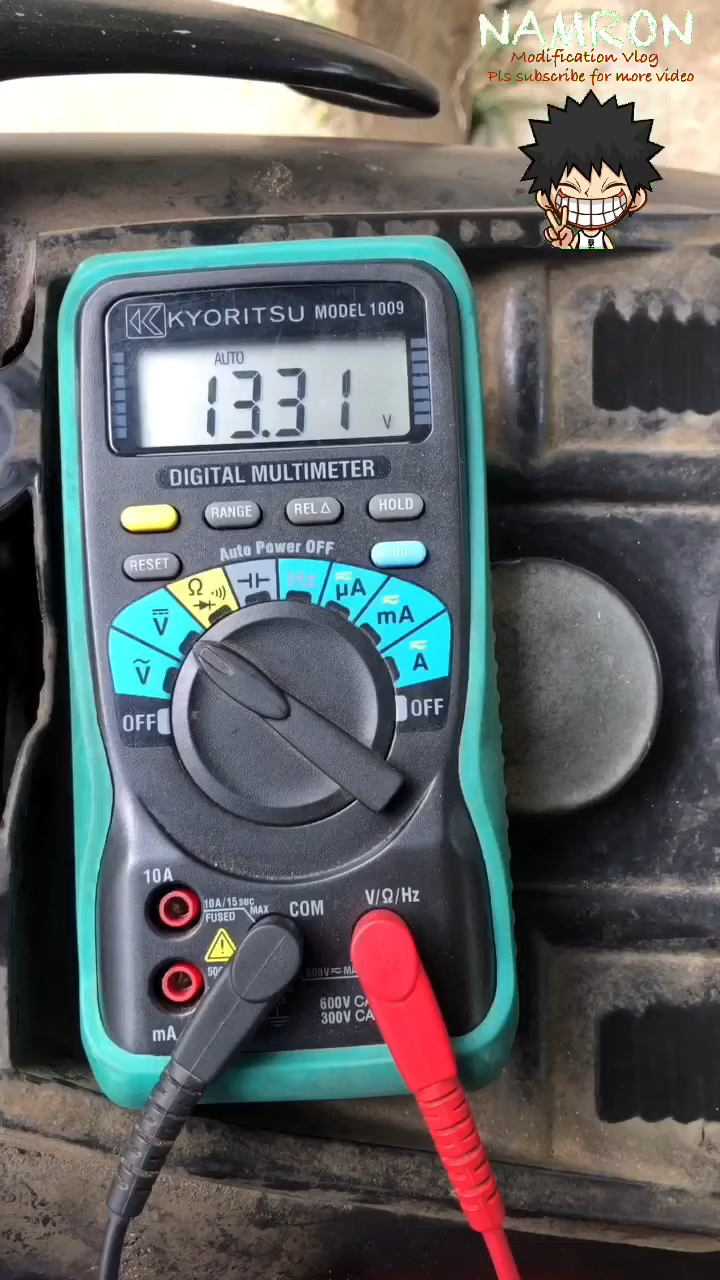 NAMRON
Modification Vlog
Pls subscribe for more video
KYORITSU MODEL 1009
AUTO
13.31 V
DIGITAL MULTIMETER
RANGE
REL Δ
HOLD
RESET
Auto Power OFF
Ω
Hz
μA
V
mA
V
A
OFF
OFF
10A
10A/15sec
FUSED
MAX
COM
V/Ω/Hz
600V
600V CA
300V CA
mA